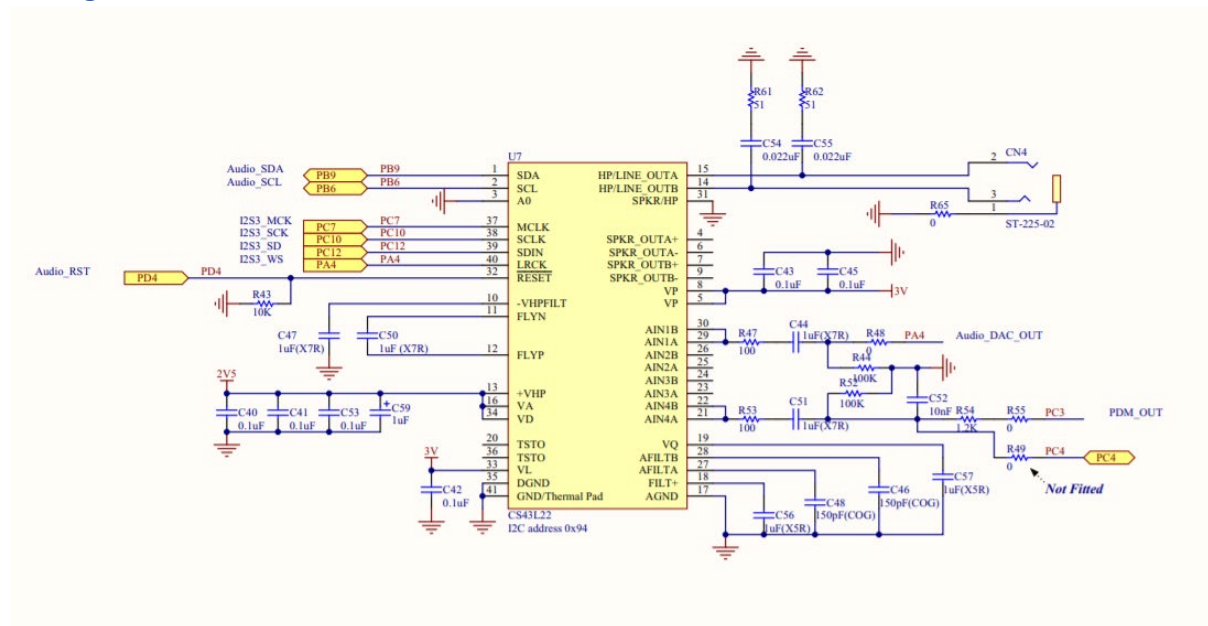 R61
51
R62
51
C54
0.022uF
C55
0.022uF
CN4
2
3
1
ST-225-02
R65
0
U7
Audio_SDA
PB9
PB9
1
SDA
Audio_SCL
PB6
PB6
2
SCL
3
A0
I2S3_MCK
PC7
PC7
37
MCLK
I2S3_SCK
PC10
PC10
38
SCLK
I2S3_SD
PC12
PC12
39
SDIN
I2S3_WS
PA4
PA4
40
LRCK
Audio_RST
PD4
PD4
32
RESET
R43
10K
10
-VHPFILT
11
FLYN
C47
1uF(X7R)
C50
1uF (X7R)
12
FLYP
2V5
13
+VHP
16
VA
34
VD
C40
0.1uF
C41
0.1uF
C53
0.1uF
+
C59
1uF
20
TSTO
36
TSTO
3V
33
VL
35
DGND
41
GND/Thermal Pad
C42
0.1uF
CS43L22
I2C address 0x94
HP/LINE_OUTA
15
HP/LINE_OUTB
14
SPKR/HP
31
SPKR_OUTA+
4
SPKR_OUTA-
6
SPKR_OUTB+
7
SPKR_OUTB-
9
VP
8
VP
5
C43
0.1uF
C45
0.1uF
3V
AIN1B
30
AIN1A
29
AIN2B
26
AIN2A
25
AIN3B
24
AIN3A
23
AIN4B
22
AIN4A
21
R47
100
C44
1uF(X7R)
R48
0
PA4
Audio_DAC_OUT
R44
100K
R52
100K
R53
100
C51
1uF(X7R)
C52
10nF
R54
1.2K
R55
0
PC3
PDM_OUT
R49
0
PC4
PC4
Not Fitted
VQ
19
AFILTB
28
AFILTA
27
FILT+
18
AGND
17
C56
1uF(X5R)
C48
150pF(COG)
C46
150pF(COG)
C57
1uF(X5R)